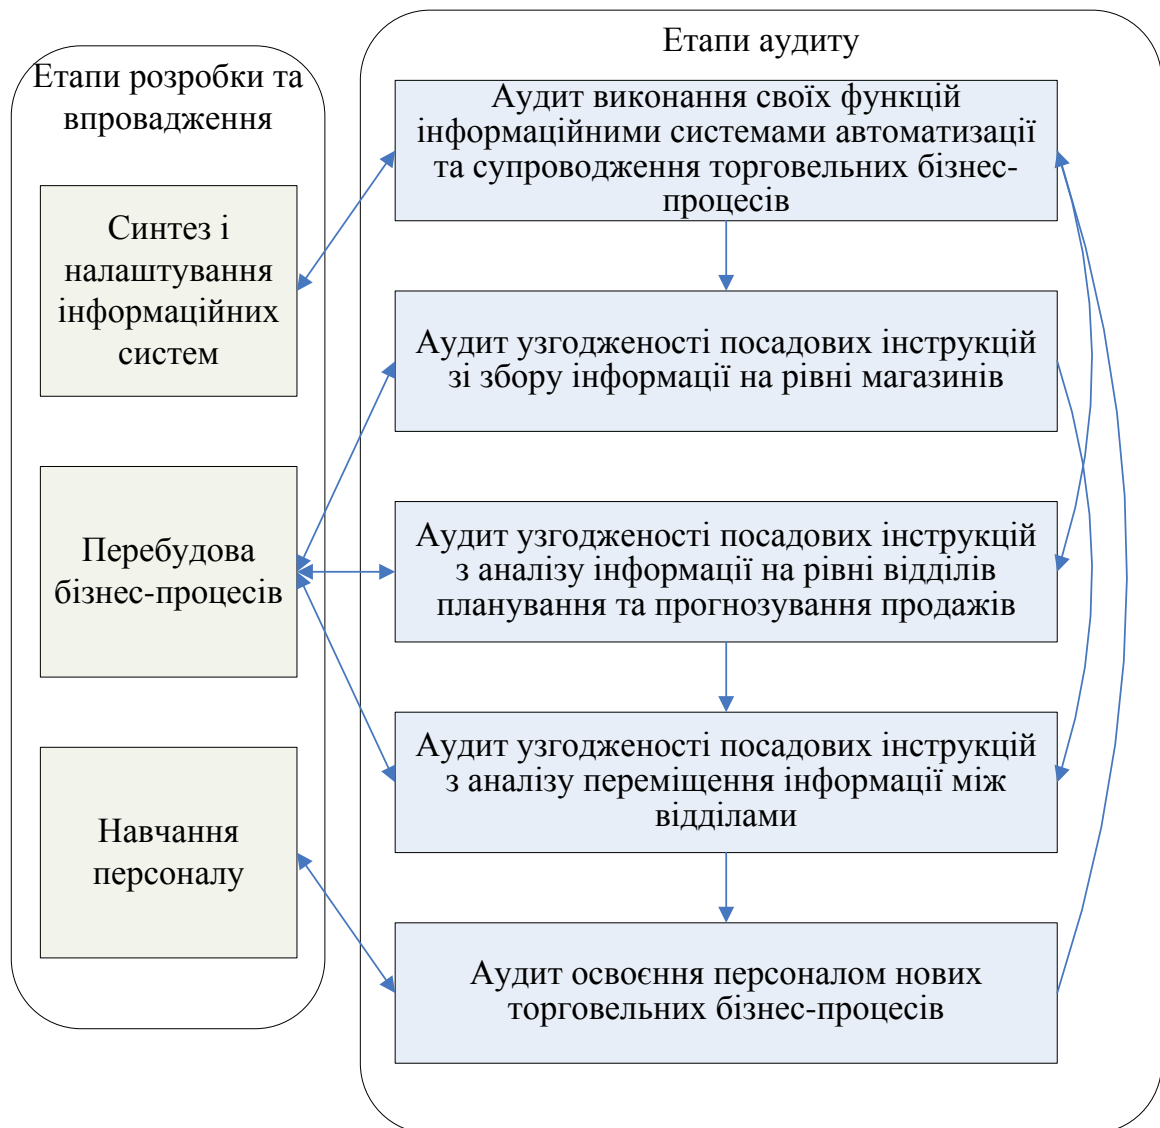 Етапи розробки та
впровадження
Синтез і
налаштування
інформаційних
систем
Перебудова
бізнес-процесів
Навчання
персоналу
Етапи аудиту
Аудит виконання своїх функцій
інформаційними системами автоматизації
та супроводження торговельних бізнес-
процесів
Аудит узгодженості посадових інструкцій
зі збору інформації на рівні магазинів
Аудит узгодженості посадових інструкцій
з аналізу інформації на рівні відділів
планування та прогнозування продажів
Аудит узгодженості посадових інструкцій
з аналізу переміщення інформації між
відділами
Аудит освоєння персоналом нових
торговельних бізнес-процесів